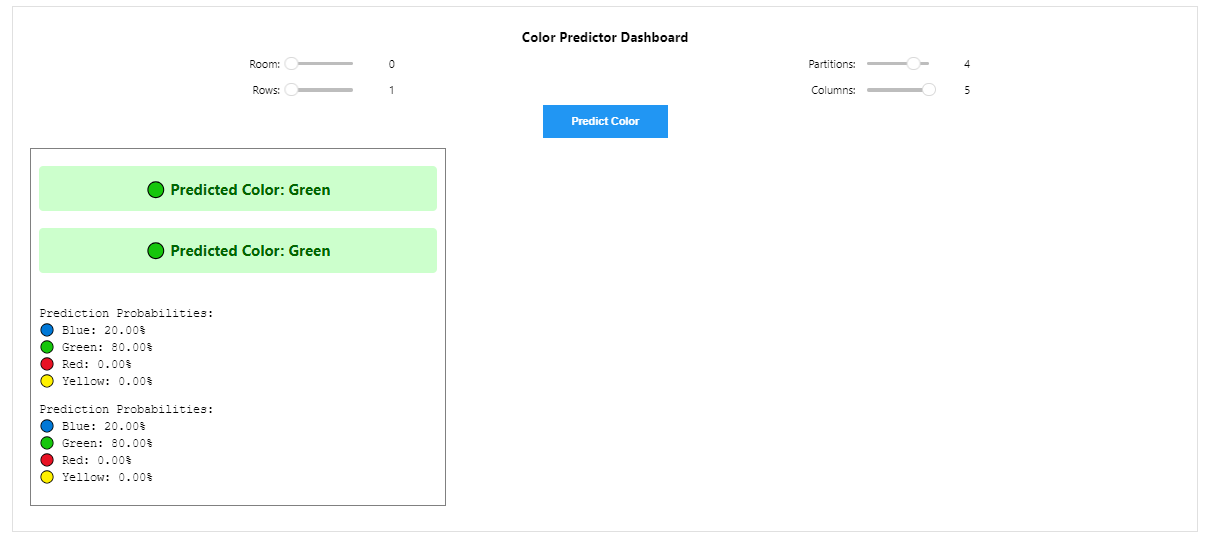 Color Predictor Dashboard
Room: 0 Partitions: 4
Rows: 1 Columns: 5
Predict Color
Predicted Color: Green
Predicted Color: Green
Prediction Probabilities:
Blue: 20.00%
Green: 80.00%
Red: 0.00%
Yellow: 0.00%
Prediction Probabilities:
Blue: 20.00%
Green: 80.00%
Red: 0.00%
Yellow: 0.00%